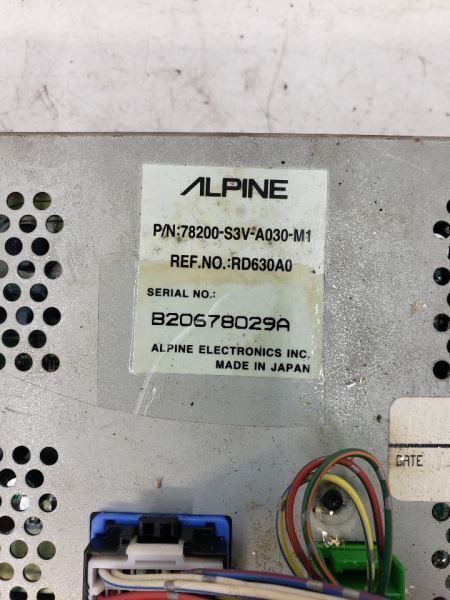 ALPINE
P/N:78200-S3V-A030-M1
REF.NO.:RD630A0
SERIAL NO.:
B20678029A
ALPINE ELECTRONICS INC.
MADE IN JAPAN
GATE